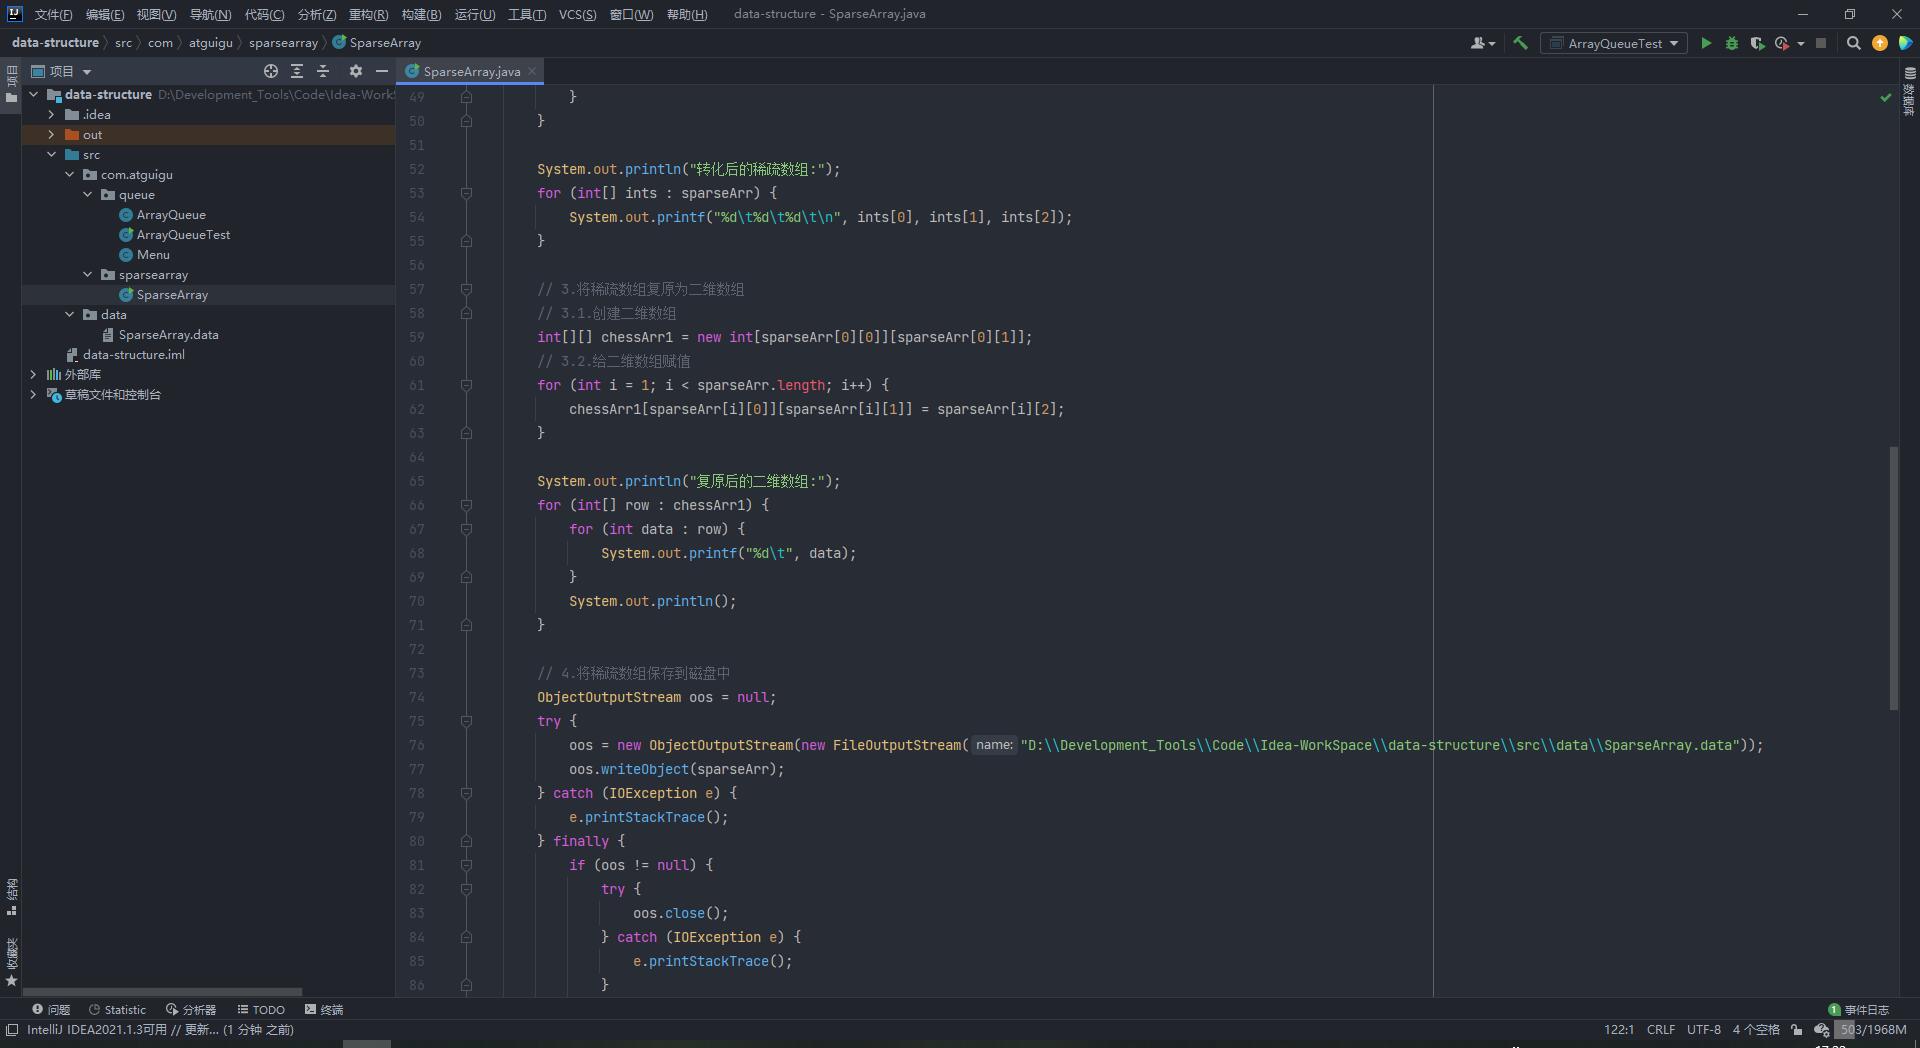 文件(F) 编辑(E) 视图(V) 导航(N) 代码(C) 分析(Z) 重构(R) 构建(B) 运行(U) 工具(T) VCS(S) 窗口(W) 帮助(H) data-structure - SparseArray.java
data-structure src com atguigu sparsearray SparseArray
ArrayQueueTest
项目
项目
SparseArray.java
数据库
data-structure D:\Development_Tools\Code\Idea-WorkS
.idea
out
src
com.atguigu
queue
ArrayQueue
ArrayQueueTest
Menu
sparsearray
SparseArray
data
SparseArray.data
data-structure.iml
外部库
草稿文件和控制台
结构
收藏夹
49 }
50 }
51
52 System.out.println("转化后的稀疏数组:");
53 for (int[] ints : sparseArr) {
54 System.out.printf("%d\t%d\t%d\t\n", ints[0], ints[1], ints[2]);
55 }
56
57 // 3.将稀疏数组复原为二维数组
58 // 3.1.创建二维数组
59 int[][] chessArr1 = new int[sparseArr[0][0]][sparseArr[0][1]];
60 // 3.2.给二维数组赋值
61 for (int i = 1; i < sparseArr.length; i++) {
62 chessArr1[sparseArr[i][0]][sparseArr[i][1]] = sparseArr[i][2];
63 }
64
65 System.out.println("复原后的二维数组:");
66 for (int[] row : chessArr1) {
67 for (int data : row) {
68 System.out.printf("%d\t", data);
69 }
70 System.out.println();
71 }
72
73 // 4.将稀疏数组保存到磁盘中
74 ObjectOutputStream oos = null;
75 try {
76 oos = new ObjectOutputStream(new FileOutputStream( name: "D:\\Development_Tools\\Code\\Idea-WorkSpace\\data-structure\\src\\data\\SparseArray.data"));
77 oos.writeObject(sparseArr);
78 } catch (IOException e) {
79 e.printStackTrace();
80 } finally {
81 if (oos != null) {
82 try {
83 oos.close();
84 } catch (IOException e) {
85 e.printStackTrace();
86 }
问题 Statistic 分析器 TODO 终端 1 事件日志
IntelliJ IDEA2021.1.3可用 // 更新... (1 分钟 之前) 122:1 CRLF UTF-8 4 个空格 503/1968M